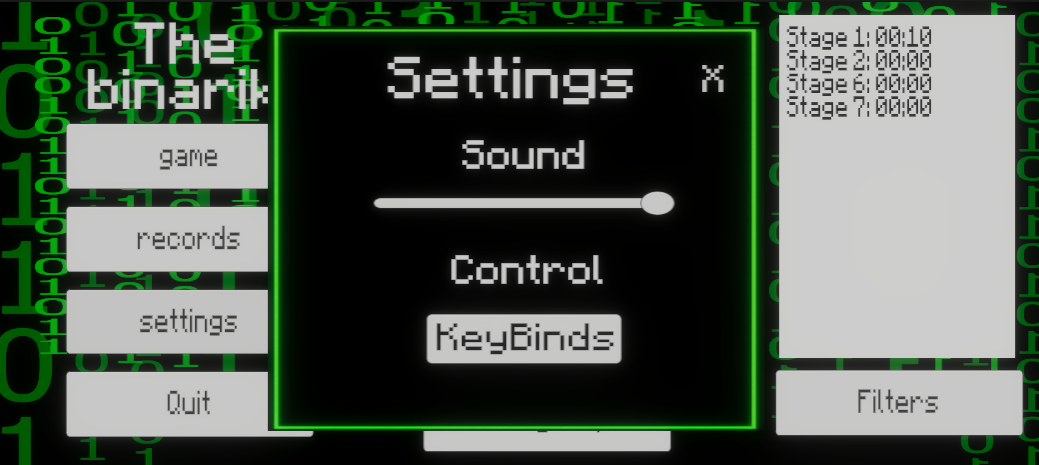 The
binarik
game
records
settings
Quit
Settings
X
Sound
Control
KeyBinds
Stage 1: 00:10
Stage 2: 00:00
Stage 6: 00:00
Stage 7: 00:00
Filters